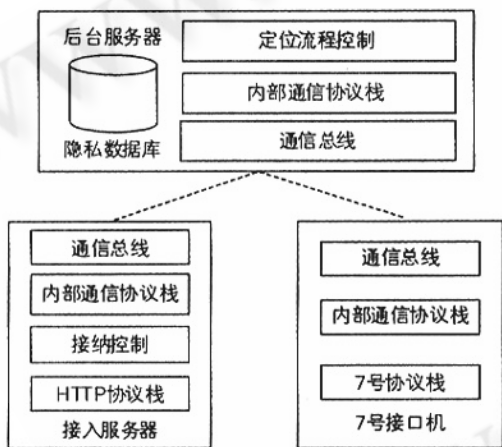 后台服务器
隐私数据库
定位流程控制
内部通信协议栈
通信总线
通信总线
内部通信协议栈
接纳控制
HTTP协议栈
接入服务器
通信总线
内部通信协议栈
7号协议栈
7号接口机